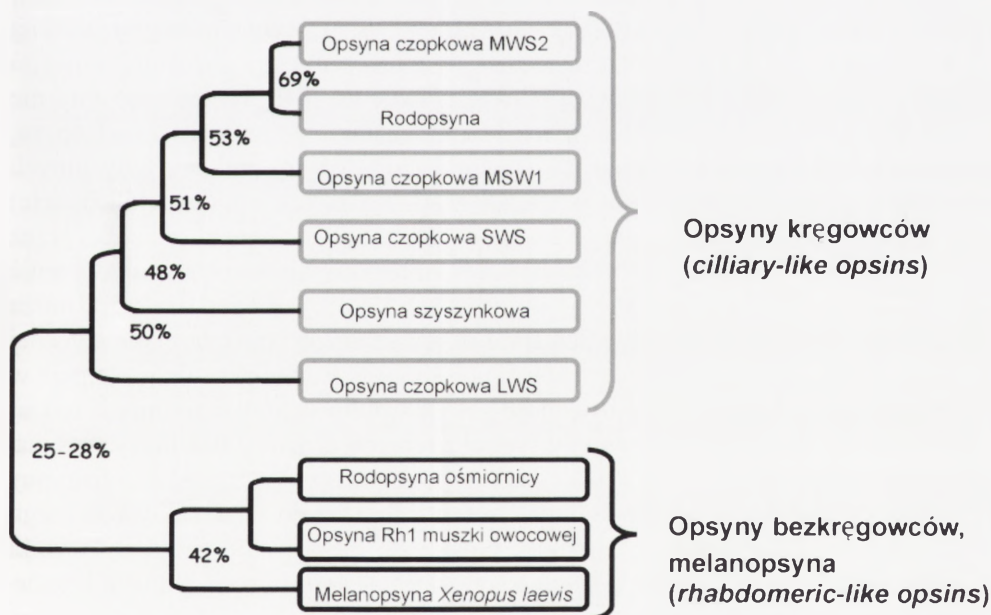 Opsyna czopkowa MWS2
69%
Rodopsyna
53%
Opsyna czopkowa MSW1
51%
Opsyna czopkowa SWS
48%
Opsyna szyszynkowa
50%
Opsyna czopkowa LWS
Opsyny kręgowców
(cilliary-like opsins)
25-28%
Rodopsyna ośmiornicy
Opsyna Rh1 muszki owocowej
42%
Melanopsyna Xenopus laevis
Opsyny bezkręgowców,
melanopsyna
(rhabdomeric-like opsins)